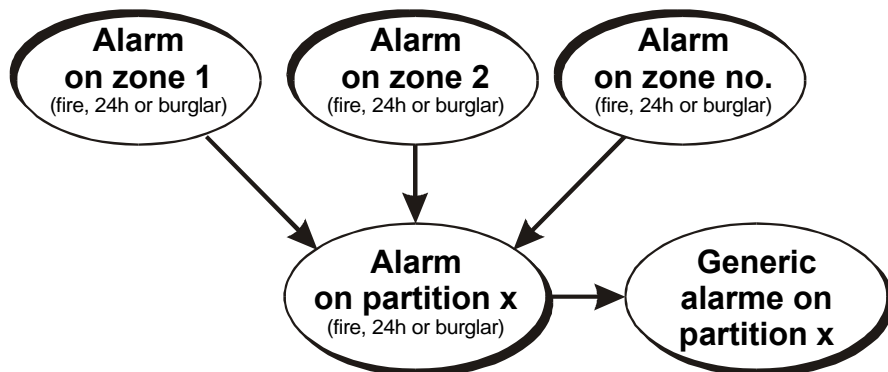 Alarm
on zone 1
(fire, 24h or burglar)
Alarm
on zone 2
(fire, 24h or burglar)
Alarm
on zone no.
(fire, 24h or burglar)
Alarm
on partition x
(fire, 24h or burglar)
Generic
alarme on
partition x